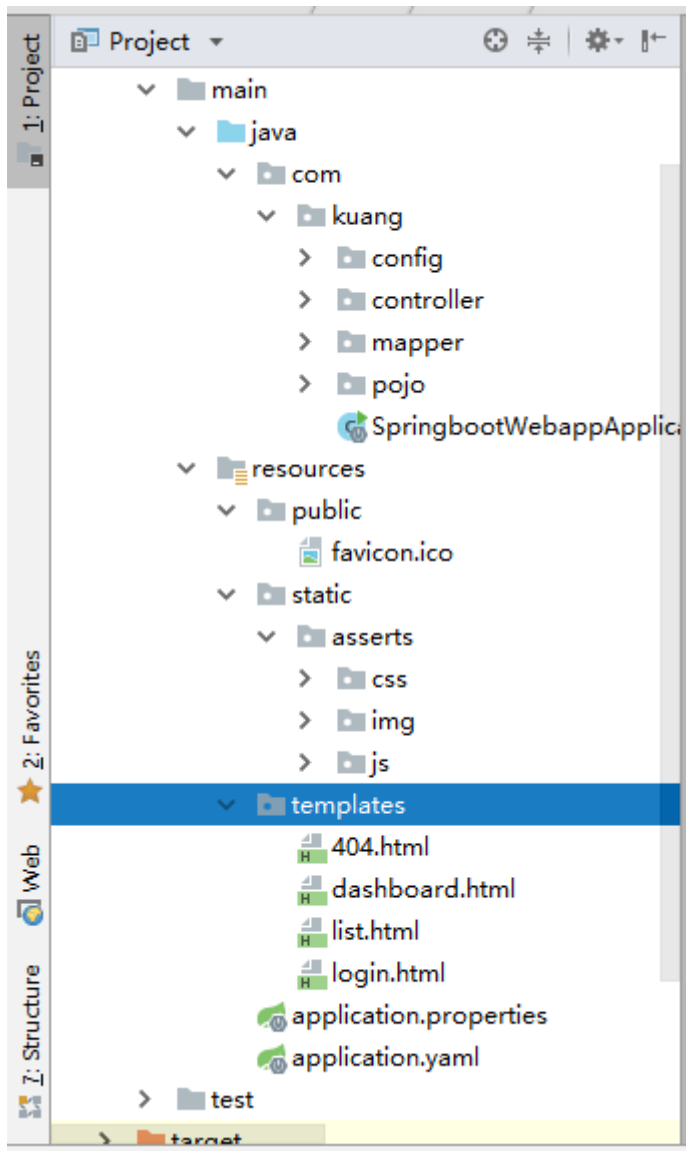 Project
main
java
com
kuang
config
controller
mapper
pojo
SpringbootWebappApplica
resources
public
favicon.ico
static
asserts
css
img
js
templates
404.html
dashboard.html
list.html
login.html
application.properties
application.yaml
test
target
1: Project
2: Favorites
Web
7: Structure